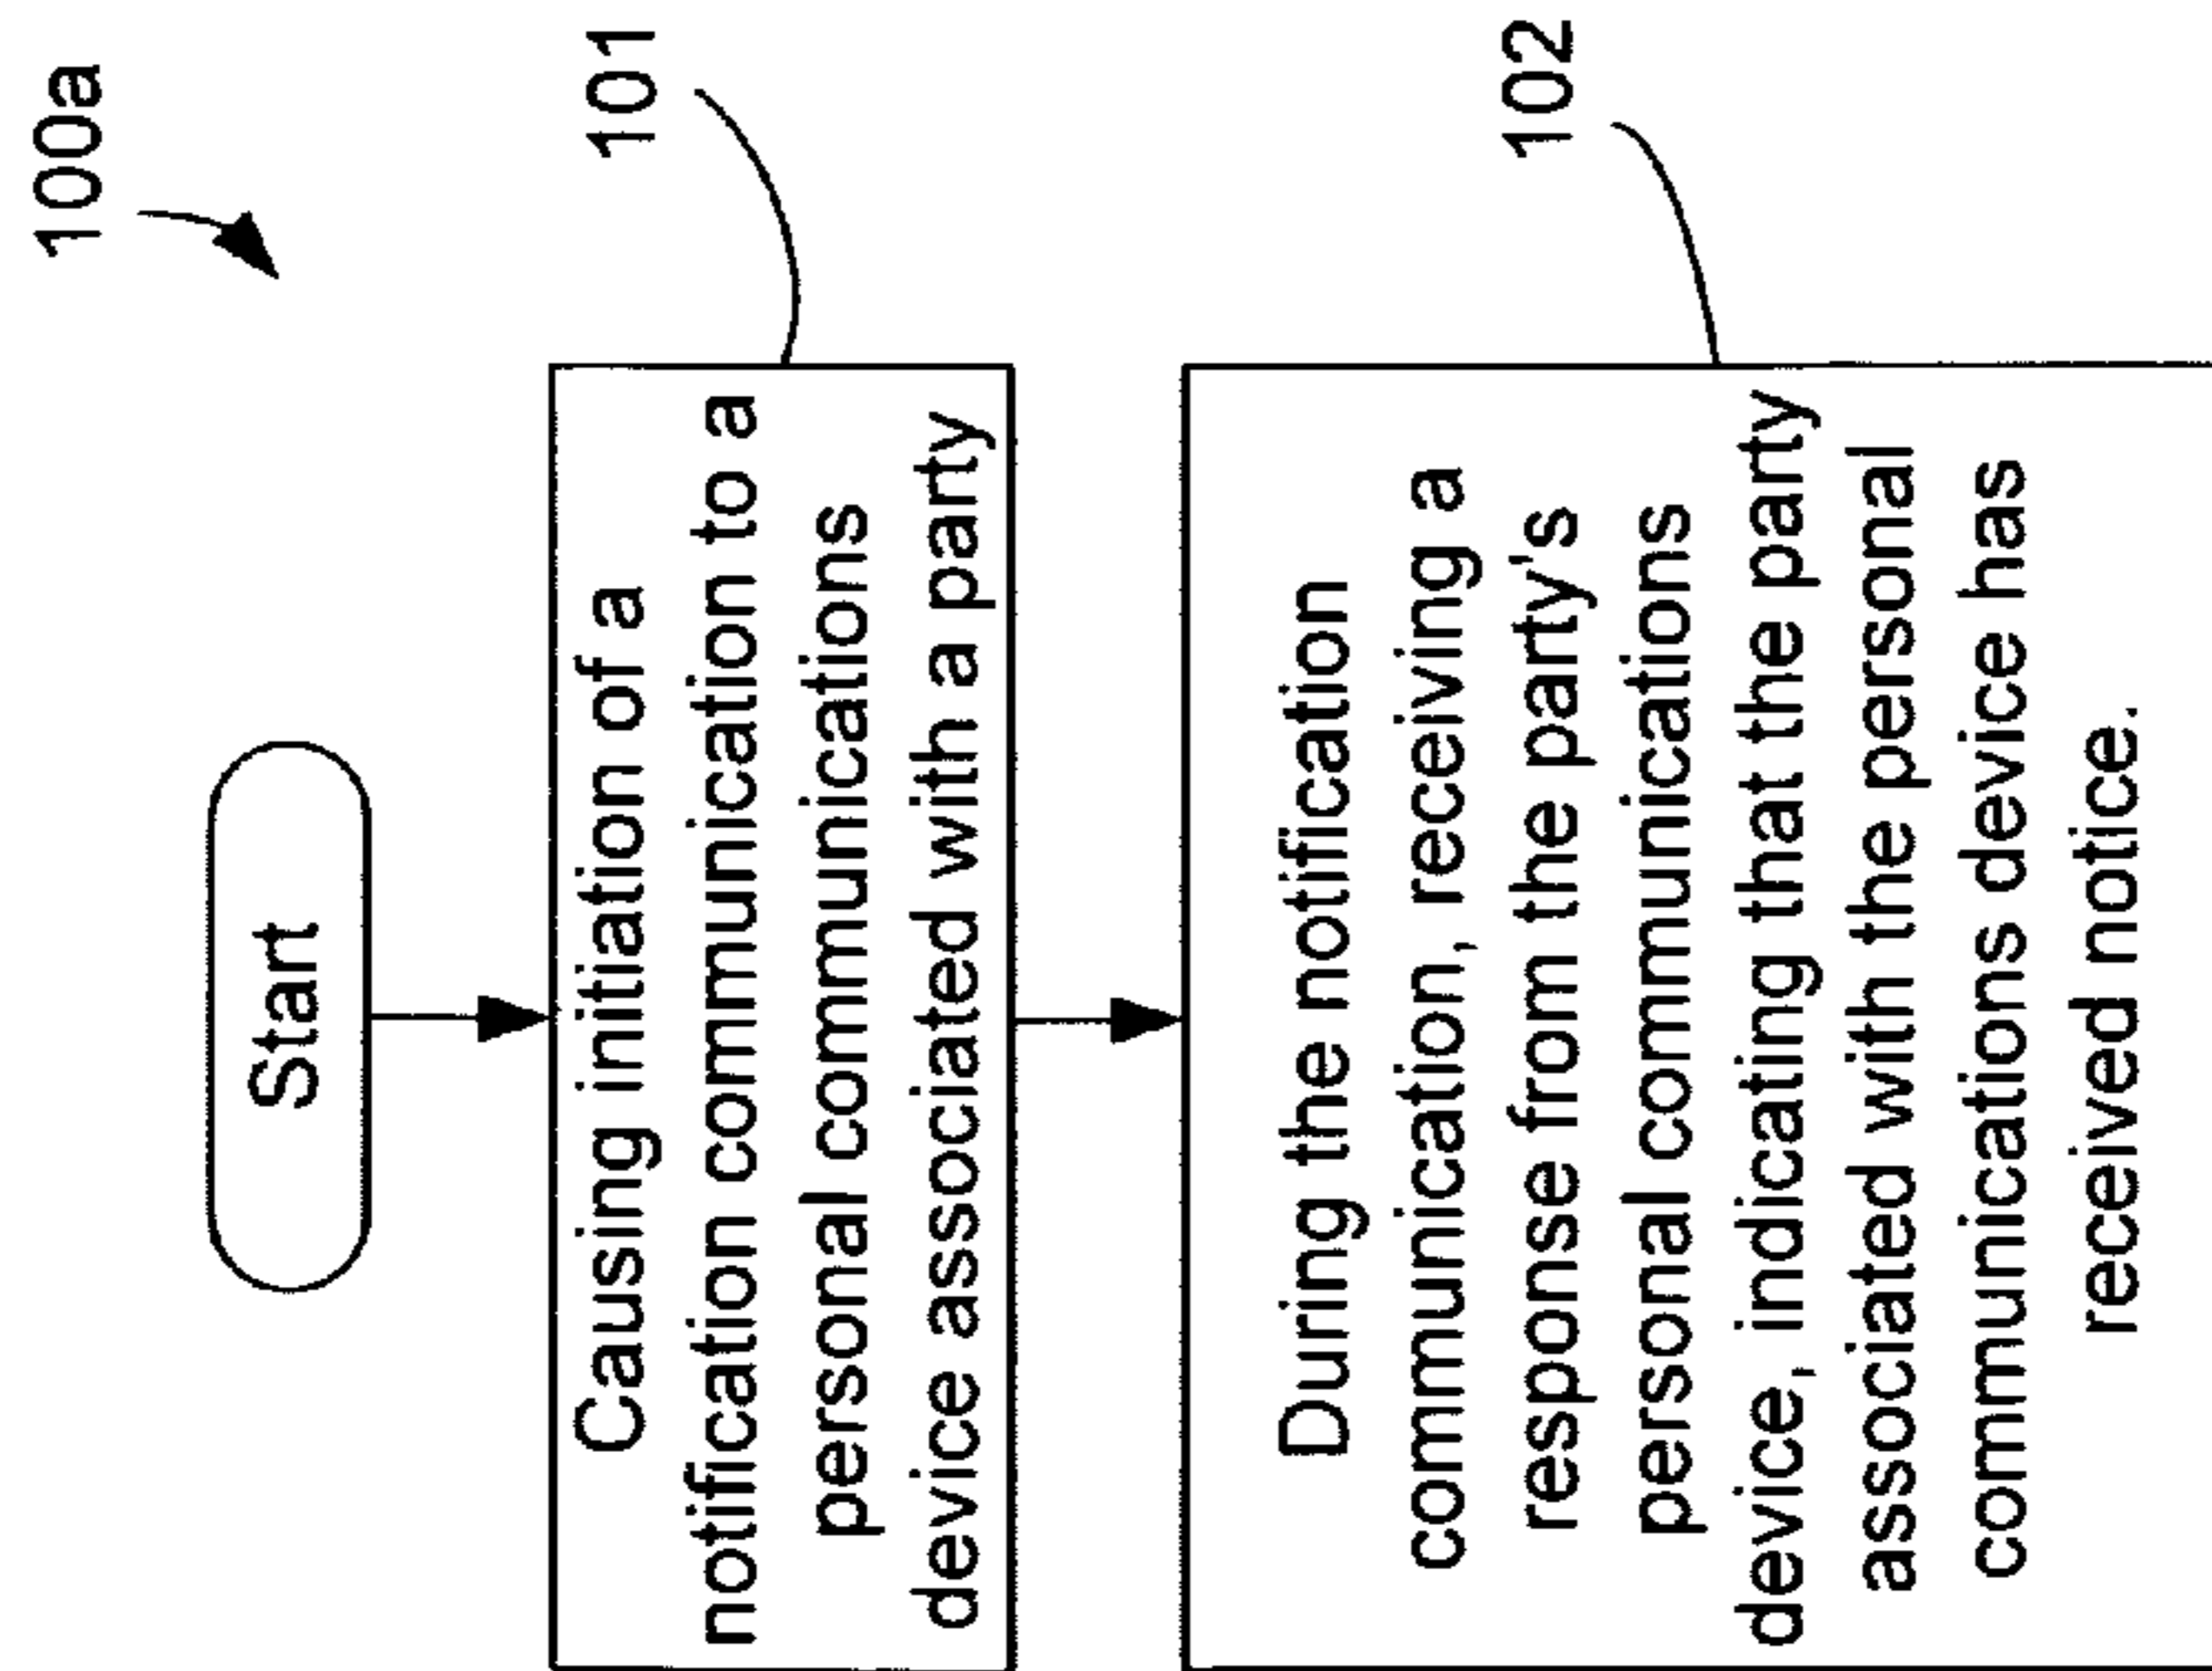 100a
Start
Causing initiation of a
notification communication to a
personal communications
device associated with a party
101
During the notification
communication, receiving a
response from the party's
personal communications
device, indicating that the party
associated with the personal
communications device has
received notice.
102